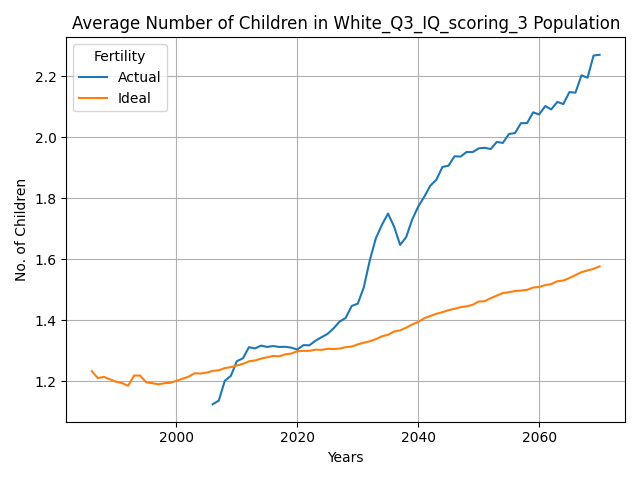 Average Number of Children in White_Q3_IQ_scoring_3 Population
Fertility
Actual
Ideal
No. of Children
2.2
2.0
1.8
1.6
1.4
1.2
2000 2020 2040 2060
Years